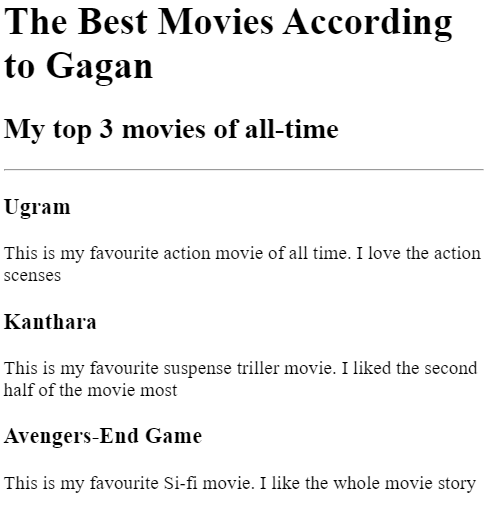 The Best Movies According
to Gagan
My top 3 movies of all-time
Ugram
This is my favourite action movie of all time. I love the action
scenses
Kanthara
This is my favourite suspense triller movie. I liked the second
half of the movie most
Avengers-End Game
This is my favourite Si-fi movie. I like the whole movie story